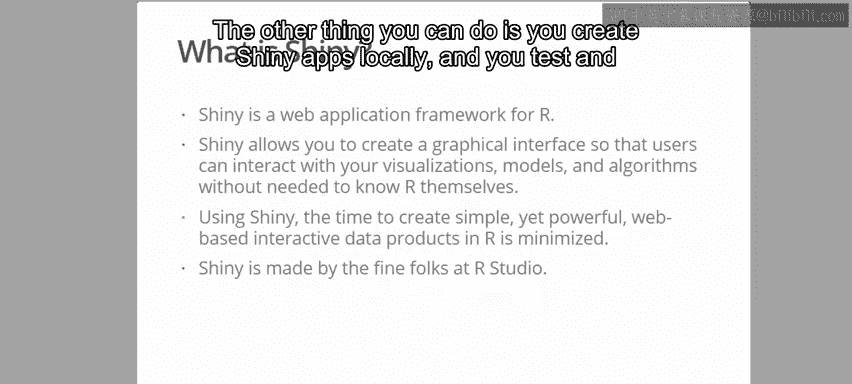 The other thing you can do is you create
What is Shiny?
Shiny apps locally, and you test and
· Shiny is a web application framework for R.
· Shiny allows you to create a graphical interface so that users
can interact with your visualizations, models, and algorithms
without needed to know R themselves.
· Using Shiny, the time to create simple, yet powerful, web-
based interactive data products in R is minimized.
· Shiny is made by the fine folks at R Studio.